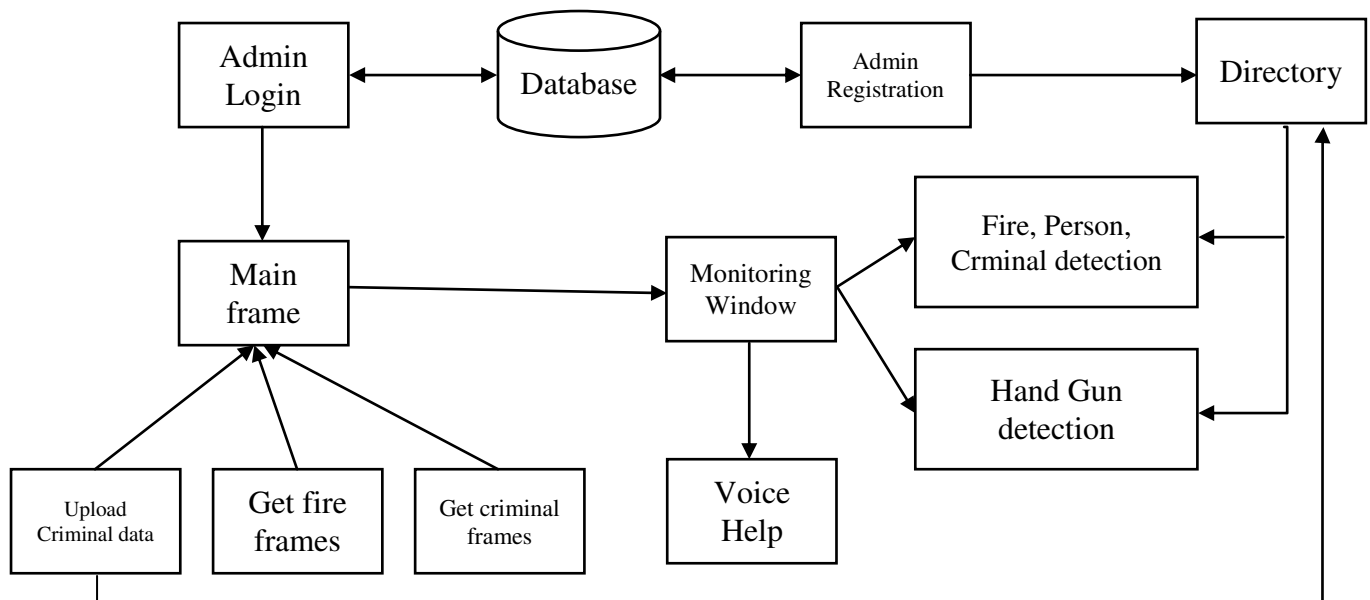 Admin
Login
Database
Admin
Registration
Directory
Main
frame
Monitoring
Window
Fire, Person,
Crminal detection
Hand Gun
detection
Upload
Criminal data
Get fire
frames
Get criminal
frames
Voice
Help